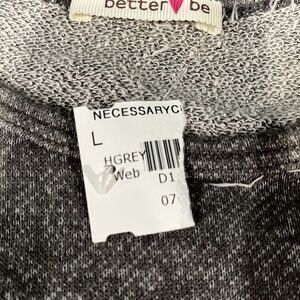 better be
NECESSARYC
L
HGREY
Web D1
07